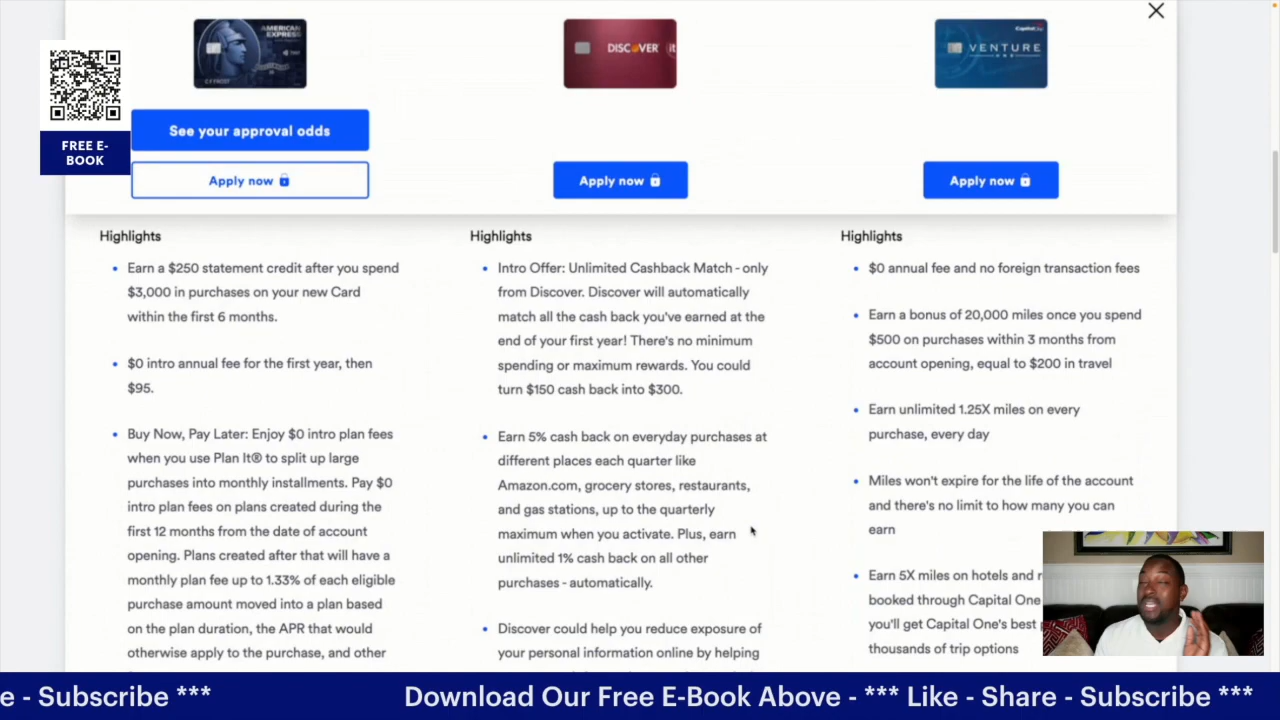 AMERICAN
EXPRESS
C F FROST
DISCOVER it
Capital One
VENTURE
ONE
FREE E-
BOOK
See your approval odds
Apply now
Apply now
Apply now
Highlights
Earn a $250 statement credit after you spend
$3,000 in purchases on your new Card
within the first 6 months.
$0 intro annual fee for the first year, then
$95.
Buy Now, Pay Later: Enjoy $0 intro plan fees
when you use Plan It® to split up large
purchases into monthly installments. Pay $0
intro plan fees on plans created during the
first 12 months from the date of account
opening. Plans created after that will have a
monthly plan fee up to 1.33% of each eligible
purchase amount moved into a plan based
on the plan duration, the APR that would
otherwise apply to the purchase, and other
Highlights
Intro Offer: Unlimited Cashback Match - only
from Discover. Discover will automatically
match all the cash back you've earned at the
end of your first year! There's no minimum
spending or maximum rewards. You could
turn $150 cash back into $300.
Earn 5% cash back on everyday purchases at
different places each quarter like
Amazon.com, grocery stores, restaurants,
and gas stations, up to the quarterly
maximum when you activate. Plus, earn
unlimited 1% cash back on all other
purchases - automatically.
Discover could help you reduce exposure of
your personal information online by helping
Highlights
$0 annual fee and no foreign transaction fees
Earn a bonus of 20,000 miles once you spend
$500 on purchases within 3 months from
account opening, equal to $200 in travel
Earn unlimited 1.25X miles on every
purchase, every day
Miles won't expire for the life of the account
and there's no limit to how many you can
earn
Earn 5X miles on hotels and r
booked through Capital One
you'll get Capital One's best
thousands of trip options
e - Subscribe *** Download Our Free E-Book Above - *** Like - Share - Subscribe ***